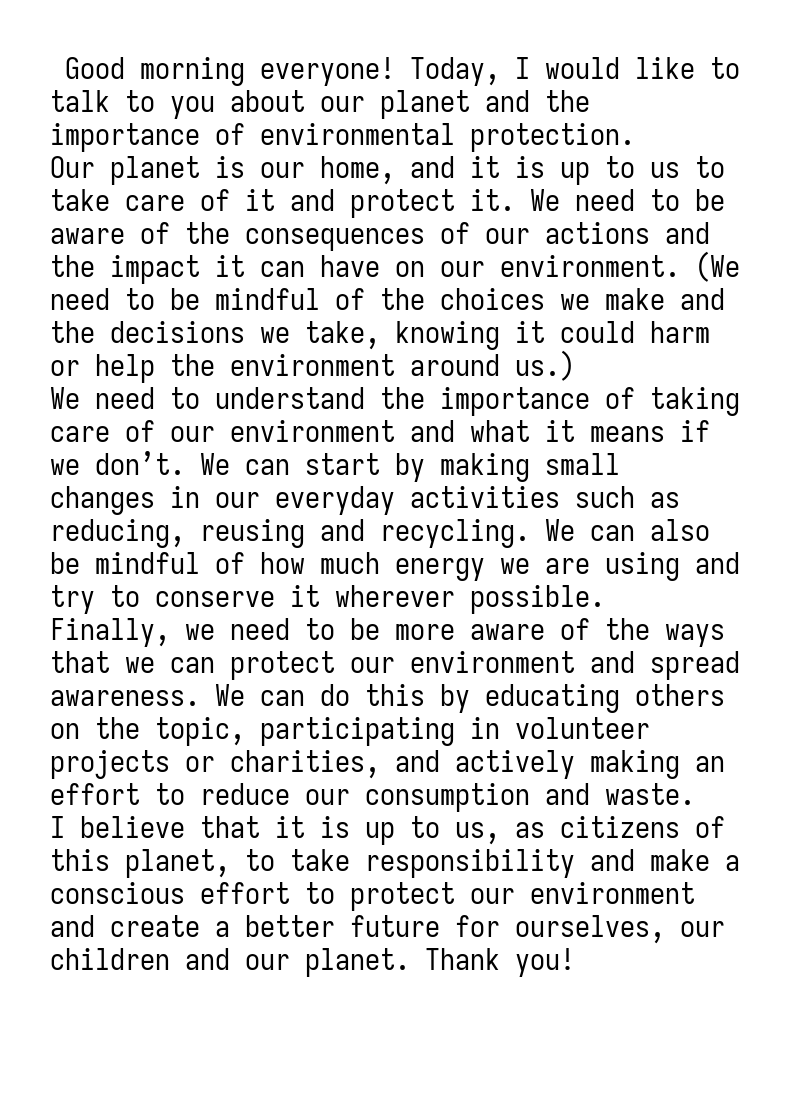 Good morning everyone! Today, I would like to
talk to you about our planet and the
importance of environmental protection.
Our planet is our home, and it is up to us to
take care of it and protect it. We need to be
aware of the consequences of our actions and
the impact it can have on our environment. (We
need to be mindful of the choices we make and
the decisions we take, knowing it could harm
or help the environment around us.)
We need to understand the importance of taking
care of our environment and what it means if
we don’t. We can start by making small
changes in our everyday activities such as
reducing, reusing and recycling. We can also
be mindful of how much energy we are using and
try to conserve it wherever possible.
Finally, we need to be more aware of the ways
that we can protect our environment and spread
awareness. We can do this by educating others
on the topic, participating in volunteer
projects or charities, and actively making an
effort to reduce our consumption and waste.
I believe that it is up to us, as citizens of
this planet, to take responsibility and make a
conscious effort to protect our environment
and create a better future for ourselves, our
children and our planet. Thank you!